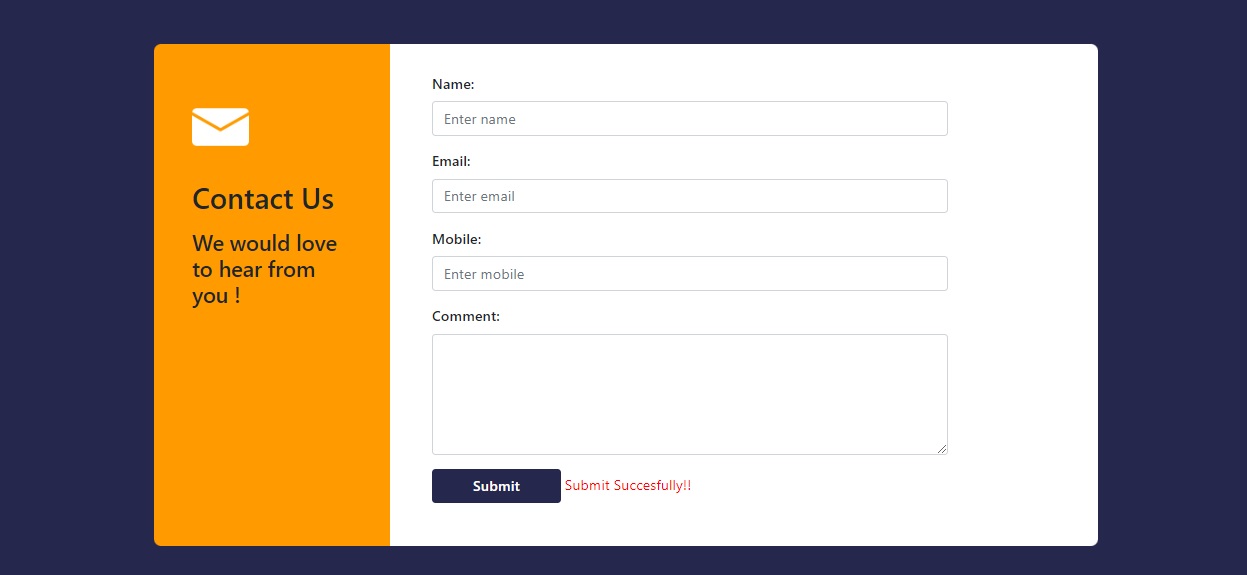 Contact Us
We would love
to hear from
you !
Name:
Enter name
Email:
Enter email
Mobile:
Enter mobile
Comment:
Submit Submit Succesfully!!